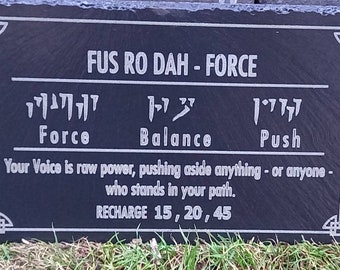 FUS RO DAH - FORCE
Force Balance Push
Your Voice is raw power, pushing aside anything - or anyone -
who stands in your path.
RECHARGE 15 , 20 , 45